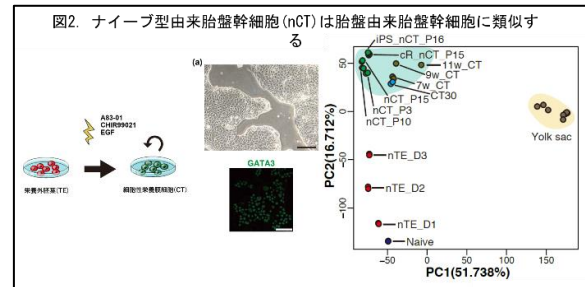 図2. ナイーブ型由来胎盤幹細胞(nCT)は胎盤由来胎盤幹細胞に類似す
る
(a)
A83-01
CHIR99021
EGF
栄養外胚葉(TE)
細胞性栄養膜細胞(CT)
GATA3
iPS_nCT_P16
cR_nCT_P15
11w_CT
9w_CT
7w_CT
CT30
nCT_P15
nCT_P3
nCT_P10
Yolk sac
nTE_D3
nTE_D2
nTE_D1
Naive
PC2(16.712%)
50
0
-50
-100
-50
0
50
100
150
PC1(51.738%)